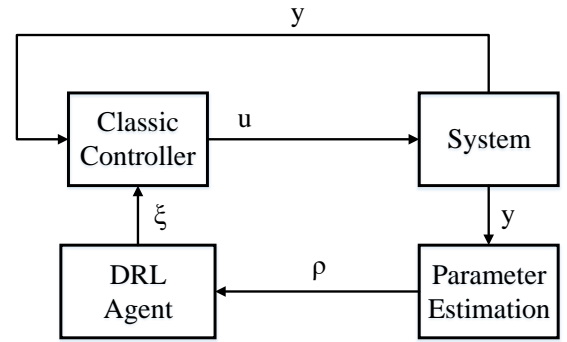 y
Classic
Controller
u
System
ξ
y
DRL
Agent
ρ
Parameter
Estimation